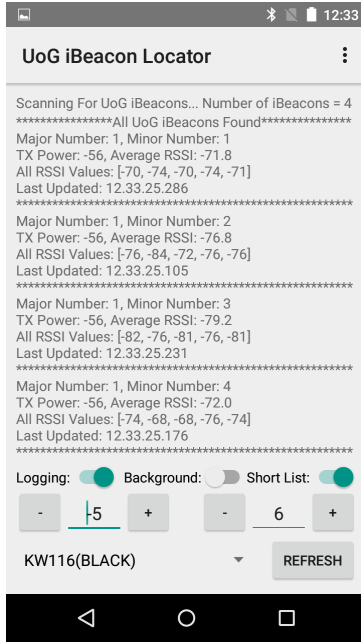 12:33
UoG iBeacon Locator
Scanning For UoG iBeacons... Number of iBeacons = 4
****************All UoG iBeacons Found***************
Major Number: 1, Minor Number: 1
TX Power: -56, Average RSSI: -71.8
All RSSI Values: [-70, -74, -70, -74, -71]
Last Updated: 12.33.25.286
************************************************************
Major Number: 1, Minor Number: 2
TX Power: -56, Average RSSI: -76.8
All RSSI Values: [-76, -84, -72, -76, -76]
Last Updated: 12.33.25.105
************************************************************
Major Number: 1, Minor Number: 3
TX Power: -56, Average RSSI: -79.2
All RSSI Values: [-82, -76, -81, -76, -81]
Last Updated: 12.33.25.231
************************************************************
Major Number: 1, Minor Number: 4
TX Power: -56, Average RSSI: -72.0
All RSSI Values: [-74, -68, -68, -76, -74]
Last Updated: 12.33.25.176
************************************************************
Logging: Background: Short List:
- -5 + - 6 +
KW116(BLACK) REFRESH